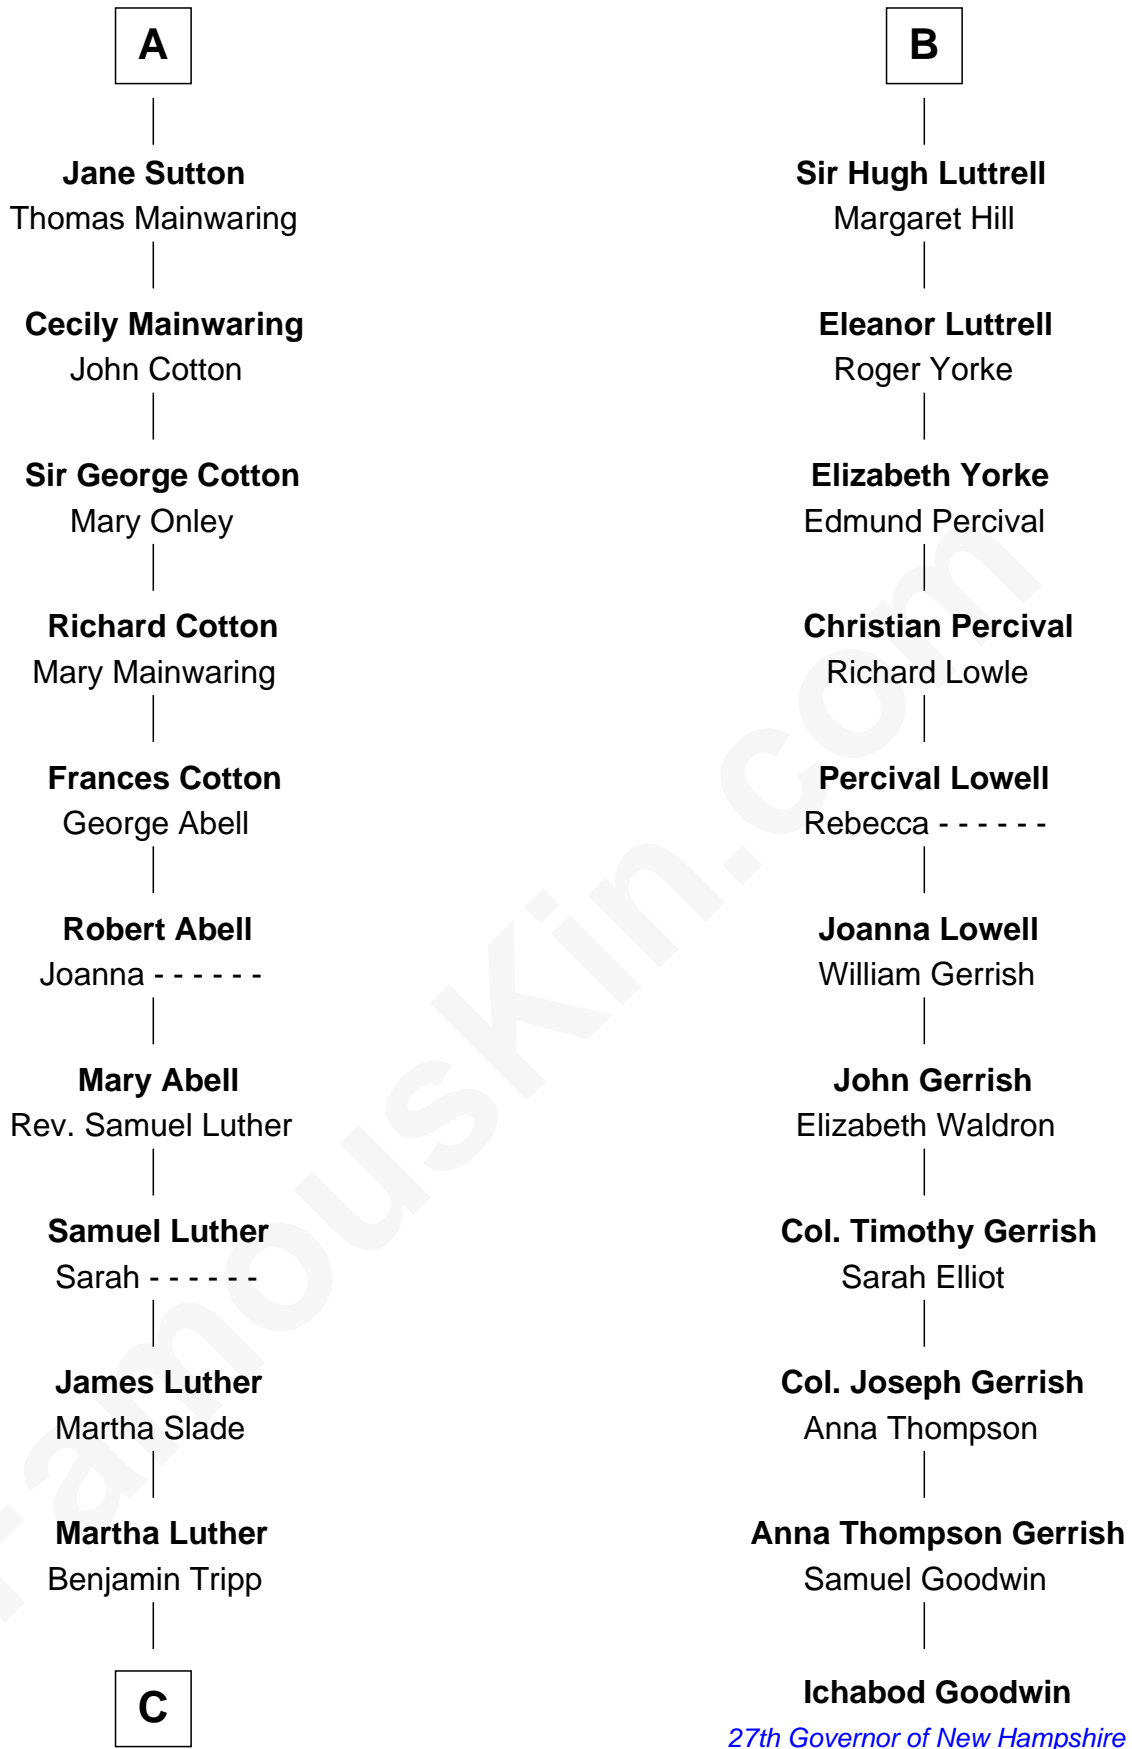 A
Jane Sutton
Thomas Mainwaring
Cecily Mainwaring
John Cotton
Sir George Cotton
Mary Onley
Richard Cotton
Mary Mainwaring
Frances Cotton
George Abell
Robert Abell
Joanna - - - - - -
Mary Abell
Rev. Samuel Luther
Samuel Luther
Sarah - - - - - -
James Luther
Martha Slade
Martha Luther
Benjamin Tripp
C
B
Sir Hugh Luttrell
Margaret Hill
Eleanor Luttrell
Roger Yorke
Elizabeth Yorke
Edmund Percival
Christian Percival
Richard Lowle
Percival Lowell
Rebecca - - - - - -
Joanna Lowell
William Gerrish
John Gerrish
Elizabeth Waldron
Col. Timothy Gerrish
Sarah Elliot
Col. Joseph Gerrish
Anna Thompson
Anna Thompson Gerrish
Samuel Goodwin
Ichabod Goodwin
27th Governor of New Hampshire
FamousKin.com